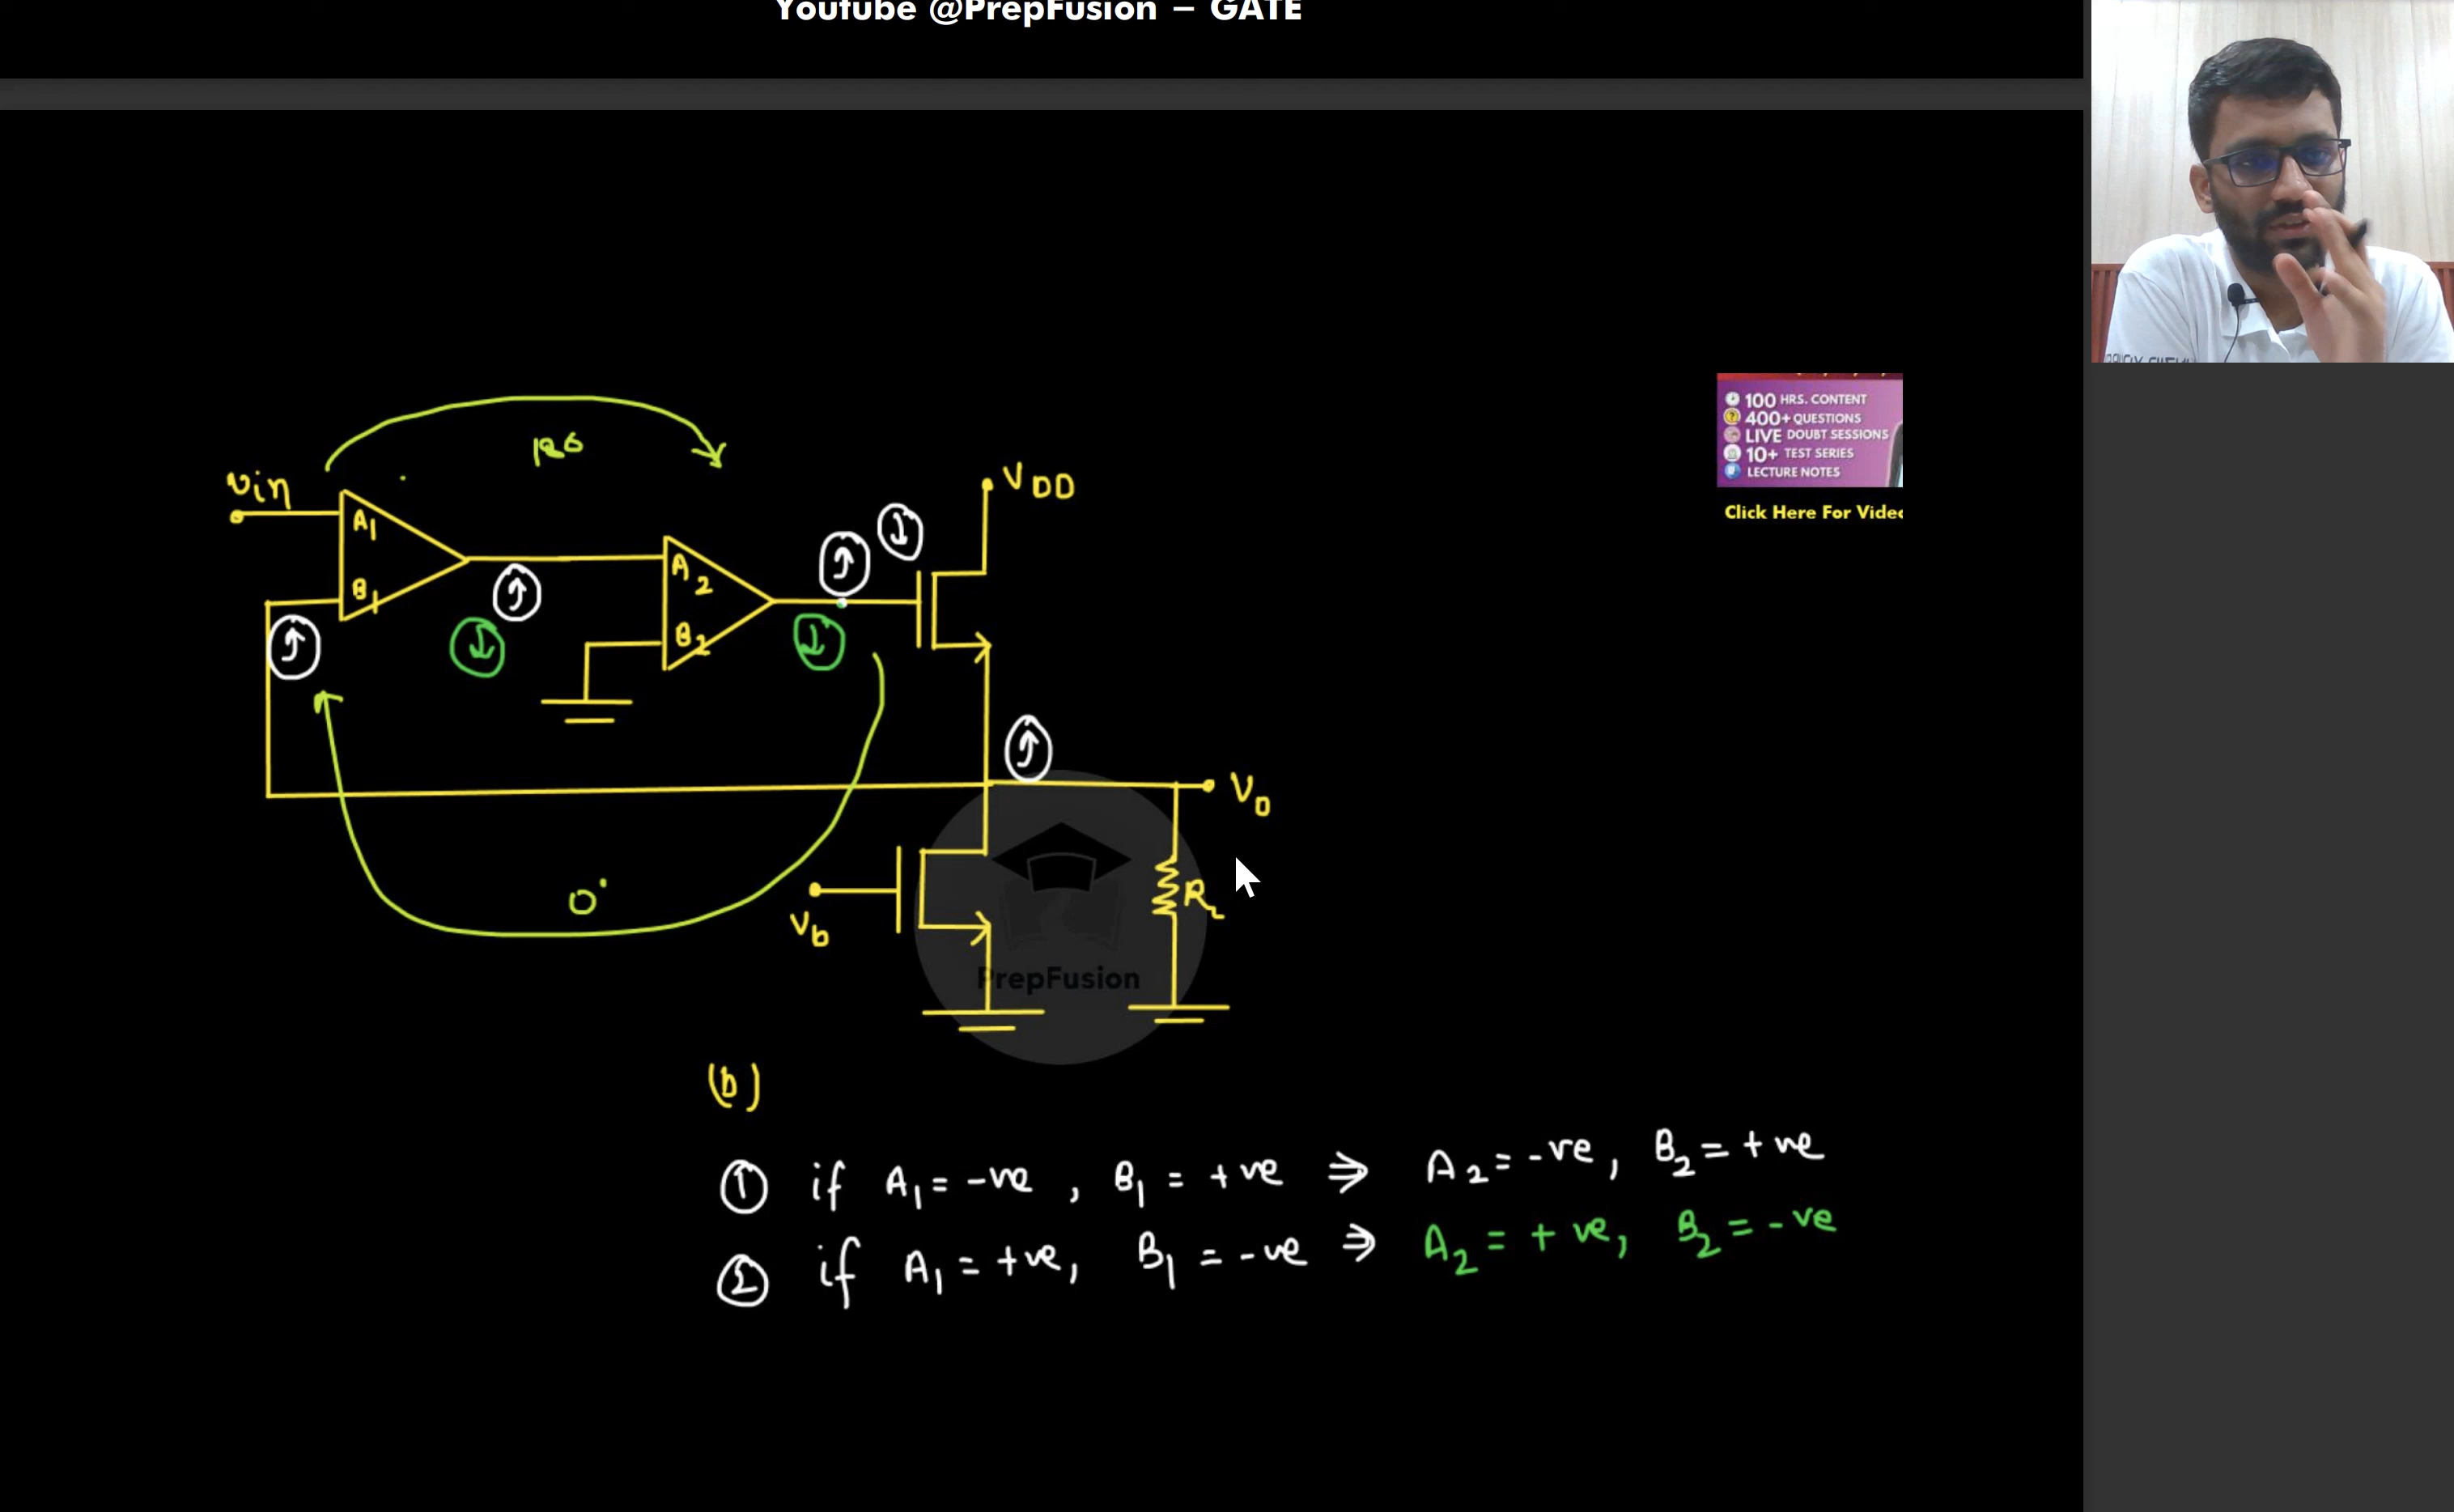 Youtube @PrepFusion – GATE
100 HRS. CONTENT
400+ QUESTIONS
LIVE DOUBT SESSIONS
10+ TEST SERIES
LECTURE NOTES
Click Here For Video
Vin
A1
B1
A2
B2
VDD
Vo
Vb
RL
0°
PrepFusion
(b)
① if A1 = -ve , B1 = +ve ⇒ A2 = -ve , B2 = +ve
② if A1 = +ve, B1 = -ve ⇒ A2 = +ve, B2 = -ve